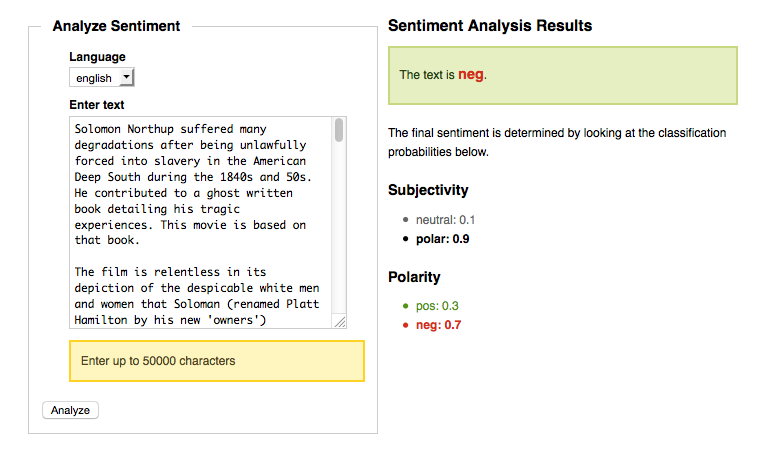 Analyze Sentiment
Language
english
Enter text
Solomon Northup suffered many
degradations after being unlawfully
forced into slavery in the American
Deep South during the 1840s and 50s.
He contributed to a ghost written
book detailing his tragic
experiences. This movie is based on
that book.
The film is relentless in its
depiction of the despicable white men
and women that Soloman (renamed Platt
Hamilton by his new 'owners')
Enter up to 50000 characters
Analyze
Sentiment Analysis Results
The text is neg.
The final sentiment is determined by looking at the classification
probabilities below.
Subjectivity
• neutral: 0.1
• polar: 0.9
Polarity
• pos: 0.3
• neg: 0.7